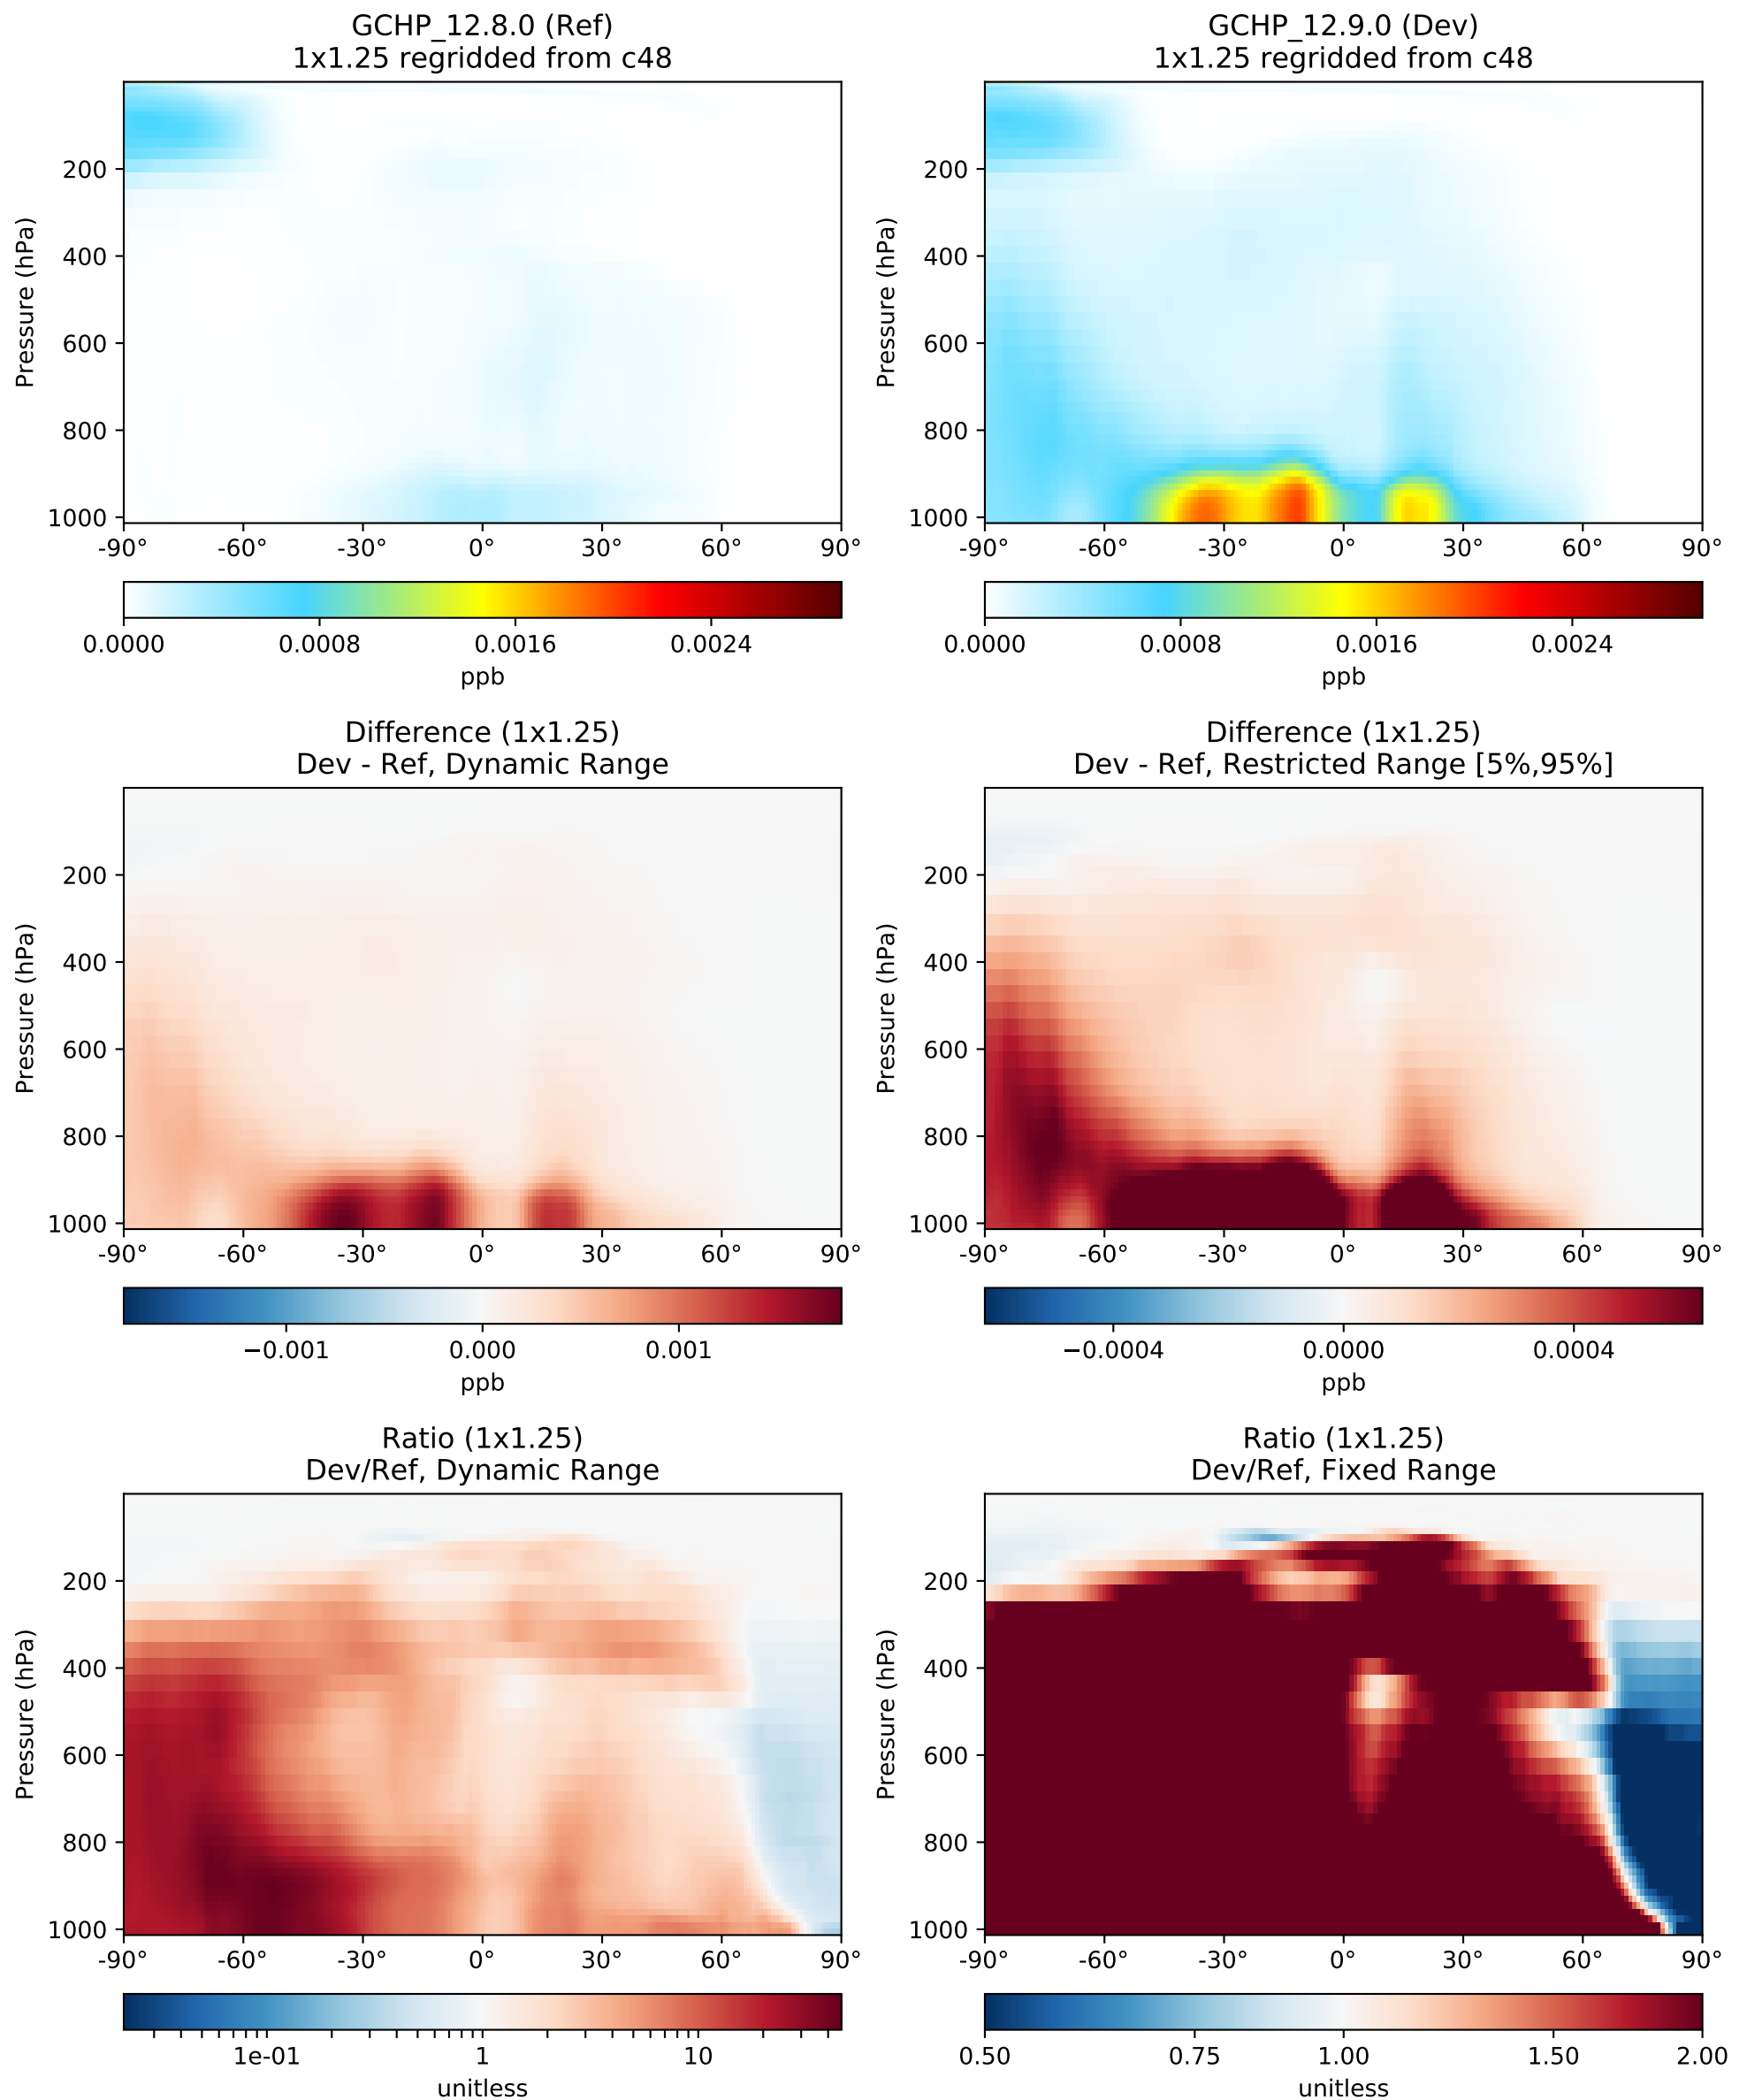 GCHP_12.8.0 (Ref)
1x1.25 regridded from c48
Pressure (hPa)
200
400
600
800
1000
-90° -60° -30° 0° 30° 60° 90°
0.0000 0.0008 0.0016 0.0024
ppb
GCHP_12.9.0 (Dev)
1x1.25 regridded from c48
Pressure (hPa)
200
400
600
800
1000
-90° -60° -30° 0° 30° 60° 90°
0.0000 0.0008 0.0016 0.0024
ppb
Difference (1x1.25)
Dev - Ref, Dynamic Range
Pressure (hPa)
200
400
600
800
1000
-90° -60° -30° 0° 30° 60° 90°
−0.001 0.000 0.001
ppb
Difference (1x1.25)
Dev - Ref, Restricted Range [5%,95%]
Pressure (hPa)
200
400
600
800
1000
-90° -60° -30° 0° 30° 60° 90°
−0.0004 0.0000 0.0004
ppb
Ratio (1x1.25)
Dev/Ref, Dynamic Range
Pressure (hPa)
200
400
600
800
1000
-90° -60° -30° 0° 30° 60° 90°
1e-01 1 10
unitless
Ratio (1x1.25)
Dev/Ref, Fixed Range
Pressure (hPa)
200
400
600
800
1000
-90° -60° -30° 0° 30° 60° 90°
0.50 0.75 1.00 1.50 2.00
unitless